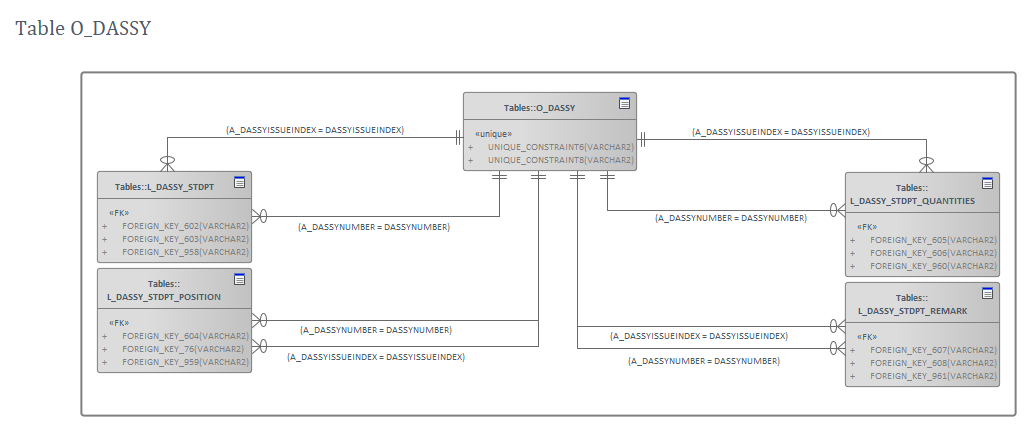 Table O_DASSY
Tables::O_DASSY
«unique»
+ UNIQUE_CONSTRAINT6(VARCHAR2)
+ UNIQUE_CONSTRAINT8(VARCHAR2)
(A_DASSYISSUEINDEX = DASSYISSUEINDEX)
(A_DASSYISSUEINDEX = DASSYISSUEINDEX)
Tables::L_DASSY_STDPT
«FK»
+ FOREIGN_KEY_602(VARCHAR2)
+ FOREIGN_KEY_603(VARCHAR2)
+ FOREIGN_KEY_958(VARCHAR2)
(A_DASSYNUMBER = DASSYNUMBER)
(A_DASSYNUMBER = DASSYNUMBER)
Tables::
L_DASSY_STDPT_QUANTITIES
«FK»
+ FOREIGN_KEY_605(VARCHAR2)
+ FOREIGN_KEY_606(VARCHAR2)
+ FOREIGN_KEY_960(VARCHAR2)
Tables::
L_DASSY_STDPT_POSITION
«FK»
+ FOREIGN_KEY_604(VARCHAR2)
+ FOREIGN_KEY_76(VARCHAR2)
+ FOREIGN_KEY_959(VARCHAR2)
(A_DASSYNUMBER = DASSYNUMBER)
(A_DASSYISSUEINDEX = DASSYISSUEINDEX)
(A_DASSYISSUEINDEX = DASSYISSUEINDEX)
(A_DASSYNUMBER = DASSYNUMBER)
Tables::
L_DASSY_STDPT_REMARK
«FK»
+ FOREIGN_KEY_607(VARCHAR2)
+ FOREIGN_KEY_608(VARCHAR2)
+ FOREIGN_KEY_961(VARCHAR2)